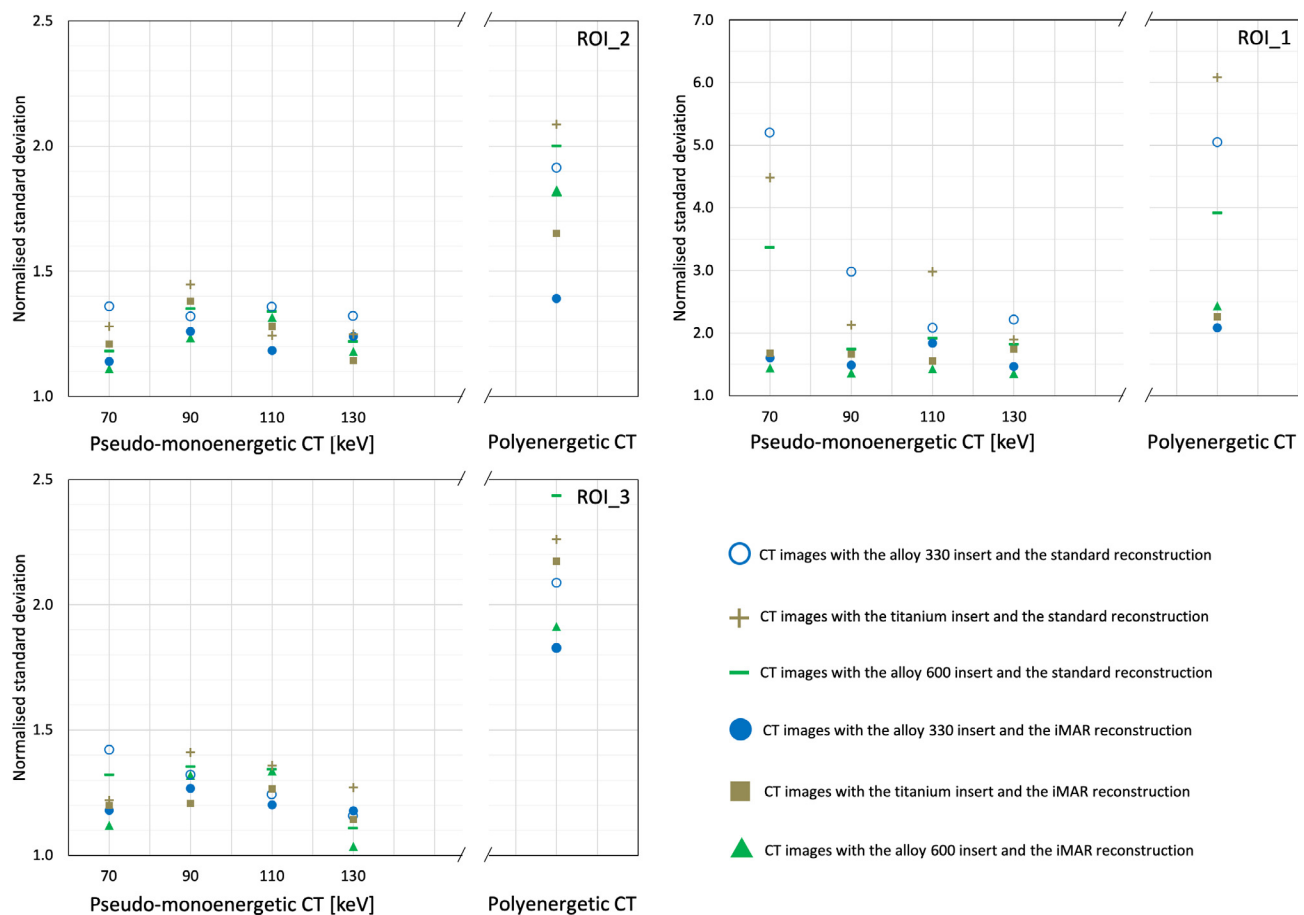 ROI_2
2.5
2.0
1.5
1.0
Normalised standard deviation
70 90 110 130
Pseudo-monoenergetic CT [keV]
Polyenergetic CT
ROI_1
7.0
6.0
5.0
4.0
3.0
2.0
1.0
Normalised standard deviation
70 90 110 130
Pseudo-monoenergetic CT [keV]
Polyenergetic CT
ROI_3
2.5
2.0
1.5
1.0
Normalised standard deviation
70 90 110 130
Pseudo-monoenergetic CT [keV]
Polyenergetic CT
CT images with the alloy 330 insert and the standard reconstruction
CT images with the titanium insert and the standard reconstruction
CT images with the alloy 600 insert and the standard reconstruction
CT images with the alloy 330 insert and the iMAR reconstruction
CT images with the titanium insert and the iMAR reconstruction
CT images with the alloy 600 insert and the iMAR reconstruction